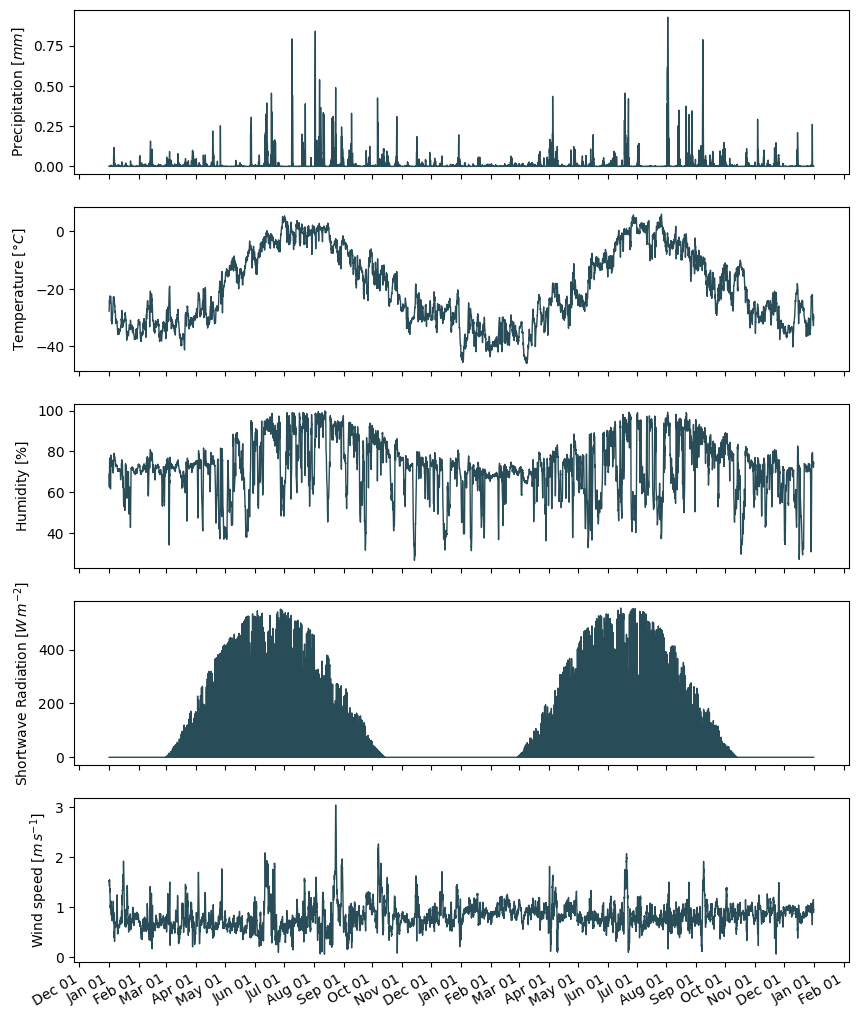 Precipitation [mm]
0.75
0.50
0.25
0.00
Temperature [°C]
0
−20
−40
Humidity [%]
100
80
60
40
Shortwave Radiation [W m⁻²]
400
200
0
Wind speed [m s⁻¹]
3
2
1
0
Dec 01
Jan 01
Feb 01
Mar 01
Apr 01
May 01
Jun 01
Jul 01
Aug 01
Sep 01
Oct 01
Nov 01
Dec 01
Jan 01
Feb 01
Mar 01
Apr 01
May 01
Jun 01
Jul 01
Aug 01
Sep 01
Oct 01
Nov 01
Dec 01
Jan 01
Feb 01